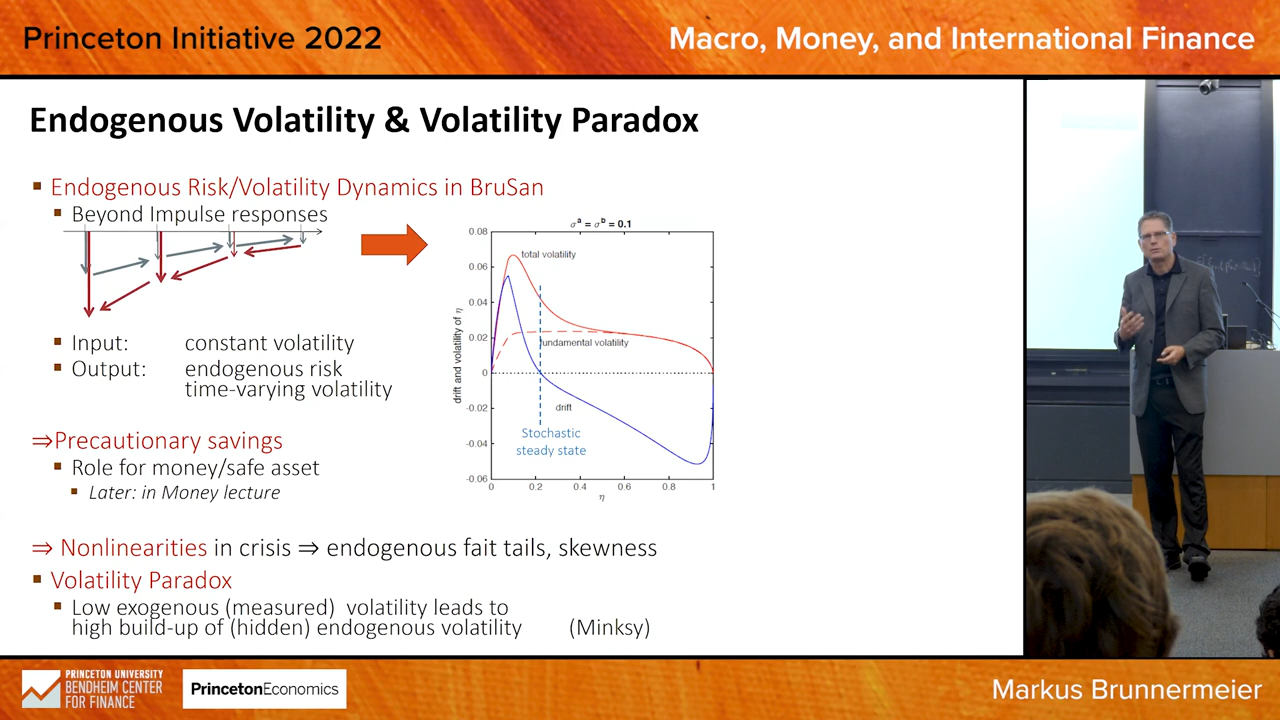 Princeton Initiative 2022
Macro, Money, and International Finance
Endogenous Volatility & Volatility Paradox
Endogenous Risk/Volatility Dynamics in BruSan
Beyond Impulse responses
Input: constant volatility
Output: endogenous risk
time-varying volatility
⇒Precautionary savings
Role for money/safe asset
Later: in Money lecture
⇒ Nonlinearities in crisis ⇒ endogenous fait tails, skewness
Volatility Paradox
Low exogenous (measured) volatility leads to
high build-up of (hidden) endogenous volatility (Minksy)
σᵃ = σᵇ = 0.1
0.08
0.06
0.04
0.02
0
-0.02
-0.04
-0.06
drift and volatility of η
total volatility
fundamental volatility
drift
Stochastic
steady state
0 0.2 0.4 0.6 0.8 1
η
PRINCETON UNIVERSITY
BENDHEIM CENTER
FOR FINANCE
PrincetonEconomics
Markus Brunnermeier